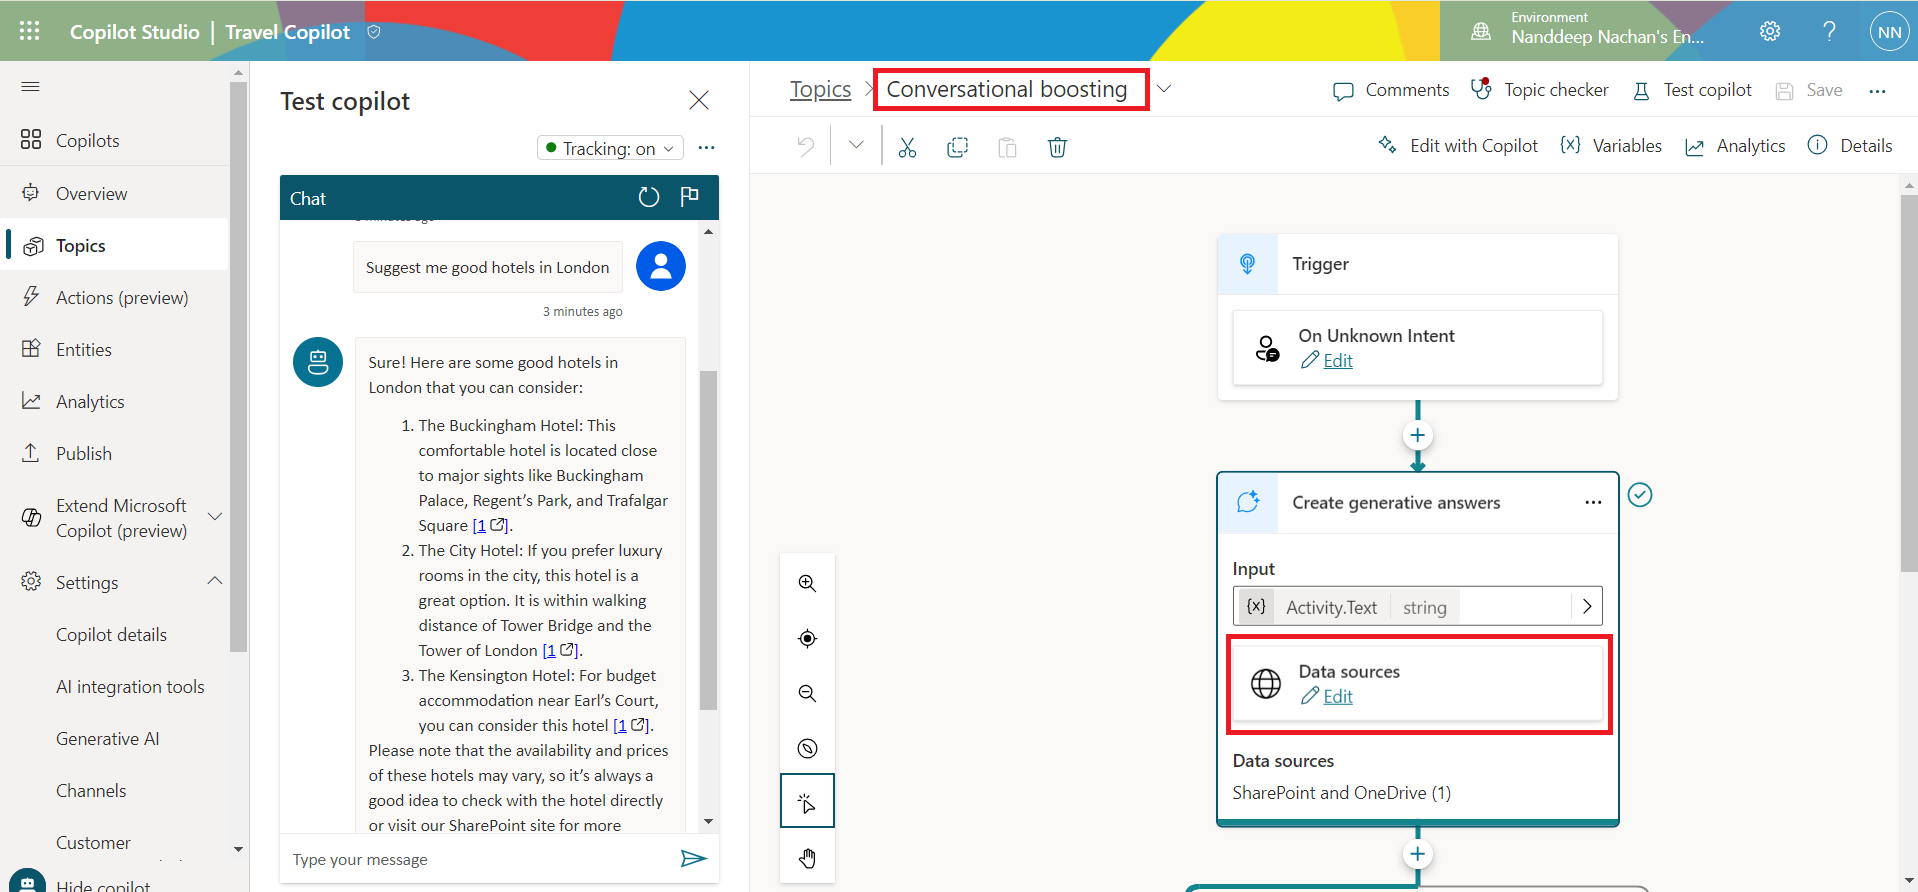 Copilot Studio | Travel Copilot
Environment
Nanddeep Nachan's En...
?
NN
Copilots
Overview
Topics
Actions (preview)
Entities
Analytics
Publish
Extend Microsoft
Copilot (preview)
Settings
Copilot details
AI integration tools
Generative AI
Channels
Customer
Hide copilot
Test copilot
Tracking: on
Chat
3 minutes ago
Suggest me good hotels in London
3 minutes ago
Sure! Here are some good hotels in
London that you can consider:
1. The Buckingham Hotel: This
comfortable hotel is located close
to major sights like Buckingham
Palace, Regent's Park, and Trafalgar
Square [1].
2. The City Hotel: If you prefer luxury
rooms in the city, this hotel is a
great option. It is within walking
distance of Tower Bridge and the
Tower of London [1].
3. The Kensington Hotel: For budget
accommodation near Earl's Court,
you can consider this hotel [1].
Please note that the availability and prices
of these hotels may vary, so it's always a
good idea to check with the hotel directly
or visit our SharePoint site for more
Type your message
Topics > Conversational boosting
Comments
Topic checker
Test copilot
Save
Edit with Copilot
{x} Variables
Analytics
Details
Trigger
On Unknown Intent
Edit
Create generative answers
Input
{x} Activity.Text string
Data sources
Edit
Data sources
SharePoint and OneDrive (1)